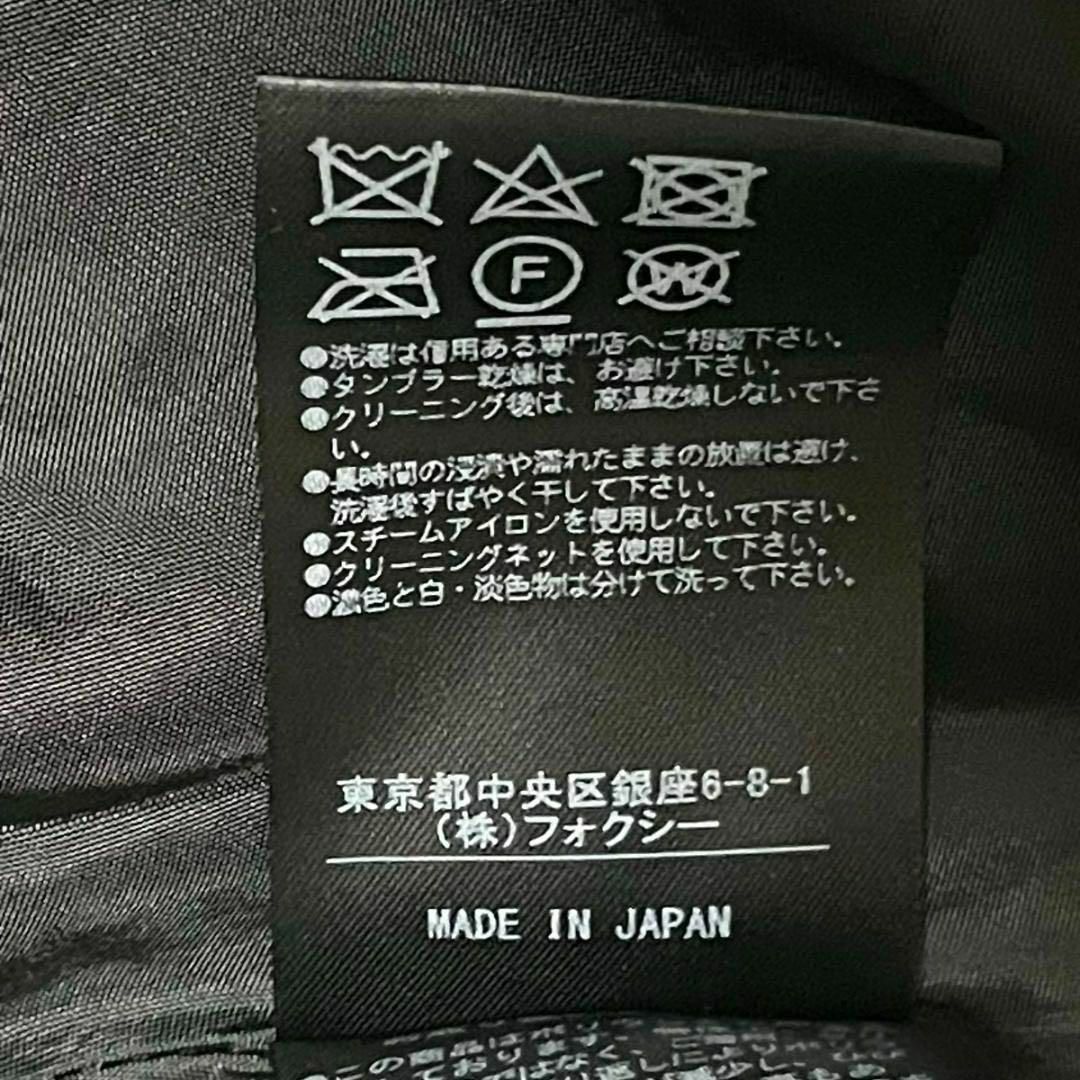 F
W
●洗濯は信用ある専門店へご相談下さい。
●タンブラー乾燥は、お避け下さい。
●クリーニング後は、高温乾燥しないで下さ
い。
●長時間の浸漬や濡れたままの放置は避け、
洗濯後すばやく干して下さい。
●スチームアイロンを使用しないで下さい。
●クリーニングネットを使用して下さい。
●濃色と白・淡色物は分けて洗って下さい。
東京都中央区銀座6-8-1
(株)フォクシー
MADE IN JAPAN